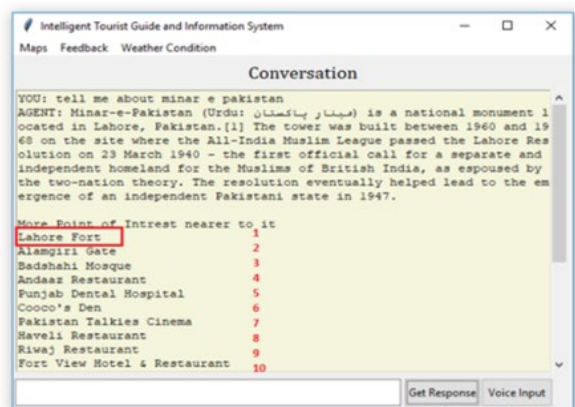 Intelligent Tourist Guide and Information System
Maps Feedback Weather Condition
Conversation
YOU: tell me about minar e pakistan
AGENT: Minar-e-Pakistan (Urdu: مینار پاکستان‎) is a national monument l
ocated in Lahore, Pakistan.[1] The tower was built between 1960 and 19
68 on the site where the All-India Muslim League passed the Lahore Res
olution on 23 March 1940 - the first official call for a separate and
independent homeland for the Muslims of British India, as espoused by
the two-nation theory. The resolution eventually helped lead to the em
ergence of an independent Pakistani state in 1947.
More Point of Intrest nearer to it
Lahore Fort 1
Alamgiri Gate 2
Badshahi Mosque 3
Andaaz Restaurant 4
Punjab Dental Hospital 5
Cooco's Den 6
Pakistan Talkies Cinema 7
Haveli Restaurant 8
Riwaj Restaurant 9
Fort View Hotel & Restaurant 10
Get Response Voice Input